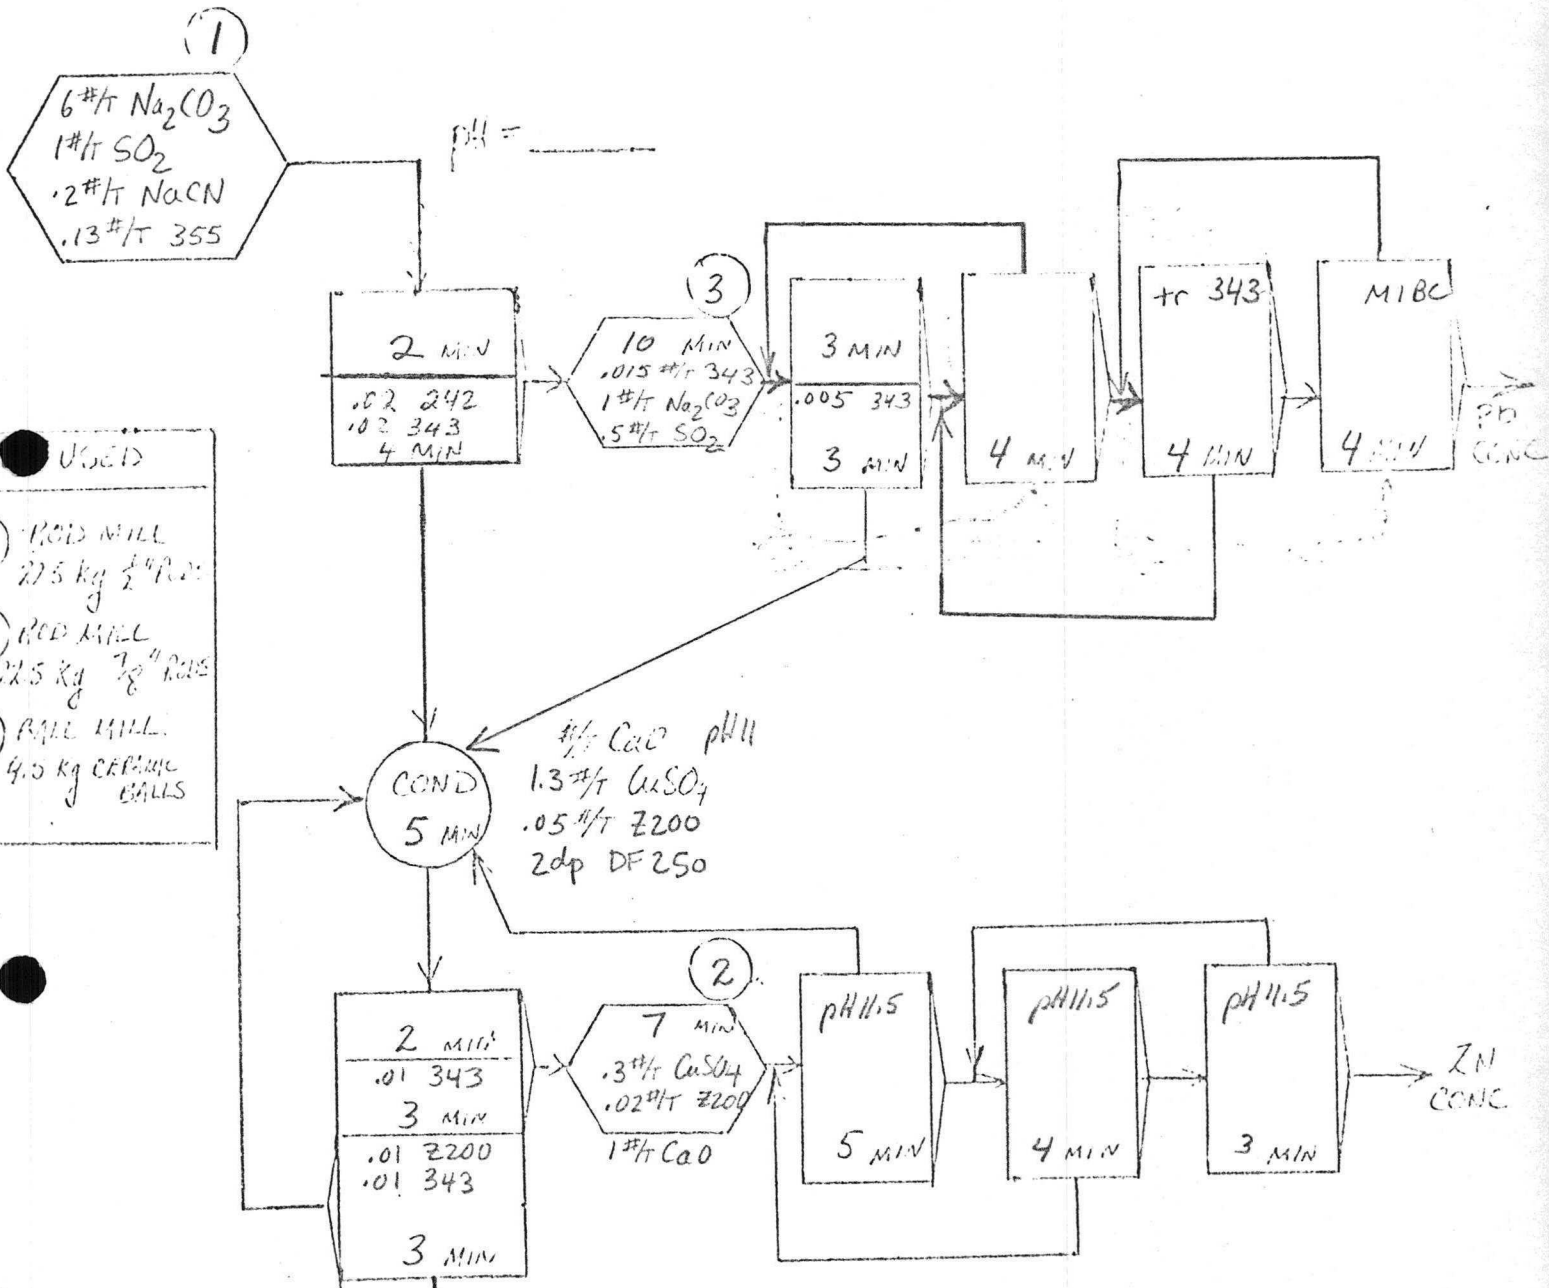 1
6 #/T Na2CO3
1 #/T SO2
.2 #/T NaCN
.13 #/T 355
pH = ______
2 MIN
.02 242
.02 343
4 MIN
3
10 MIN
.015 #/T 343
1 #/T Na2CO3
.5 #/T SO2
3 MIN
.005 343
3 MIN
4 MIN
tr 343
4 MIN
MIBC
4 MIN
Pb
CONC
USED
ROD MILL
22.5 kg 1/2" RODS
ROD MILL
22.5 kg 7/8" RODS
BALL MILL
4.5 kg CERAMIC
BALLS
COND
5 MIN
#/T CaO pH 11
1.3 #/T CuSO4
.05 #/T Z200
2dp DF 250
2 MIN
.01 343
3 MIN
.01 Z200
.01 343
3 MIN
2
7 MIN
.3 #/T CuSO4
.02 #/T Z200
1 #/T CaO
pH 11.5
5 MIN
pH 11.5
4 MIN
pH 11.5
3 MIN
ZN
CONC